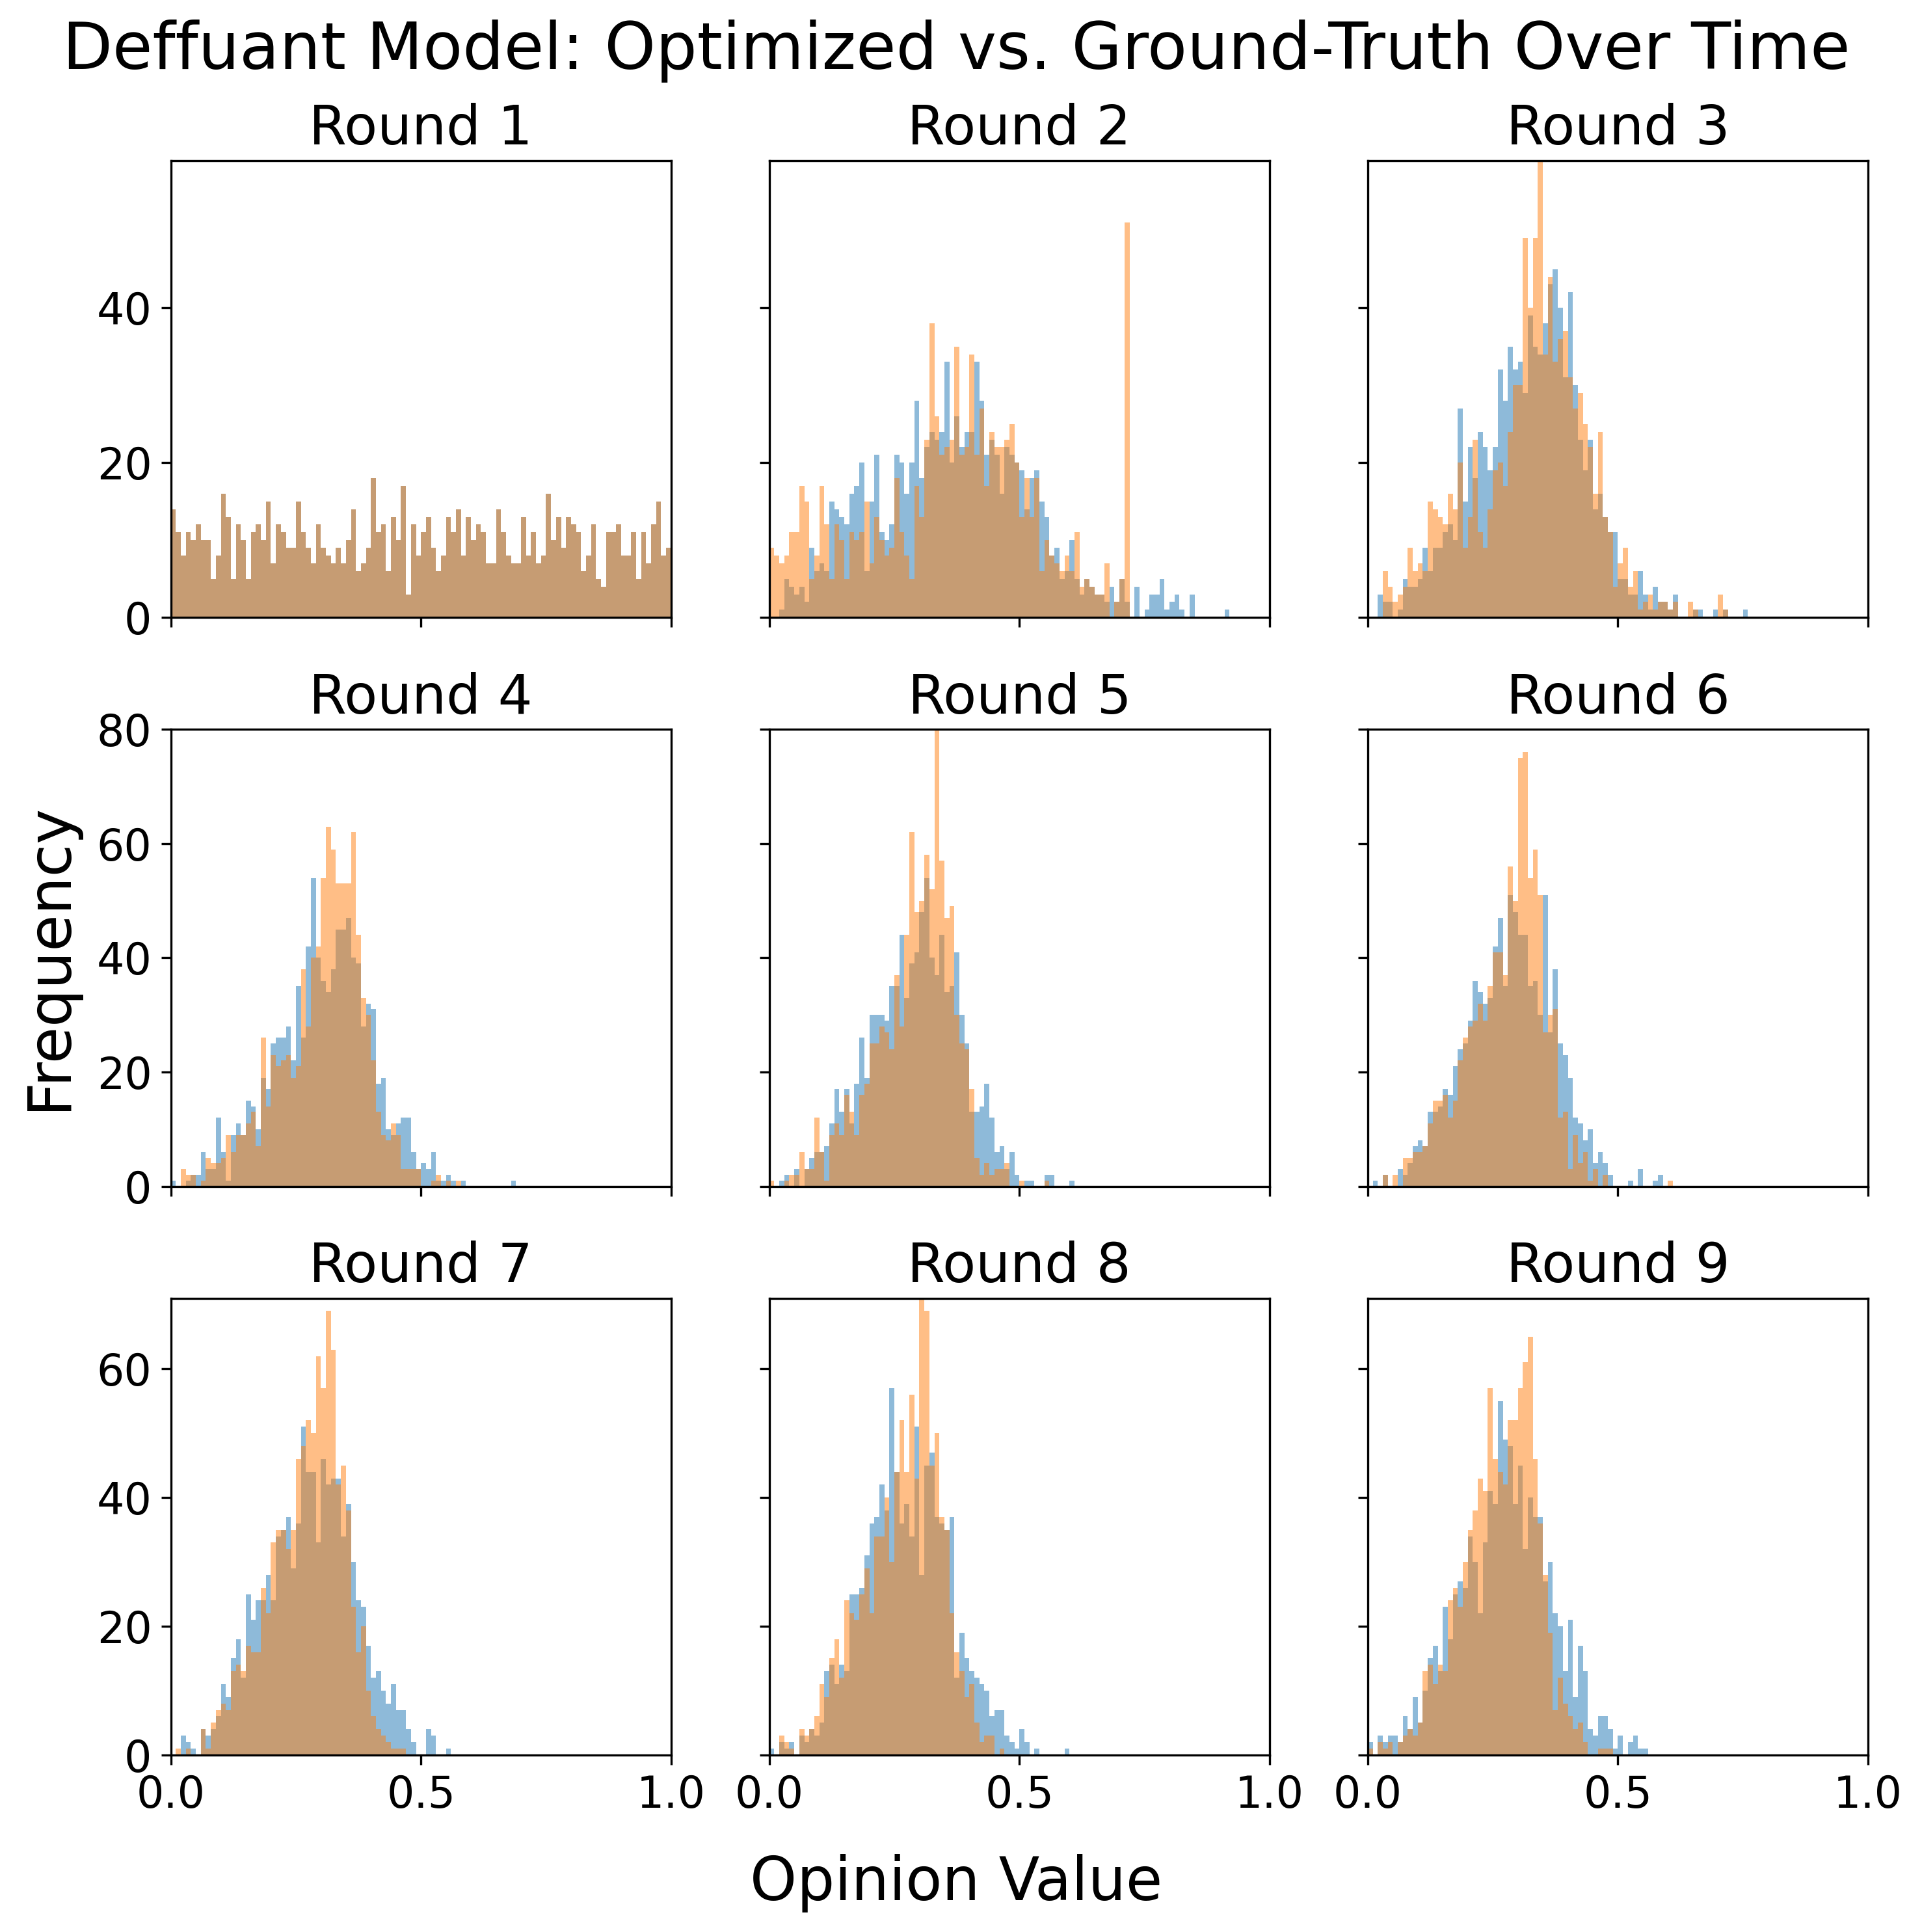 Deffuant Model: Optimized vs. Ground-Truth Over Time
Round 1
Round 2
Round 3
40
20
0
Round 4
Round 5
Round 6
80
60
40
20
0
Frequency
Round 7
Round 8
Round 9
60
40
20
0
0.0 0.5 1.0
0.0 0.5 1.0
0.0 0.5 1.0
Opinion Value